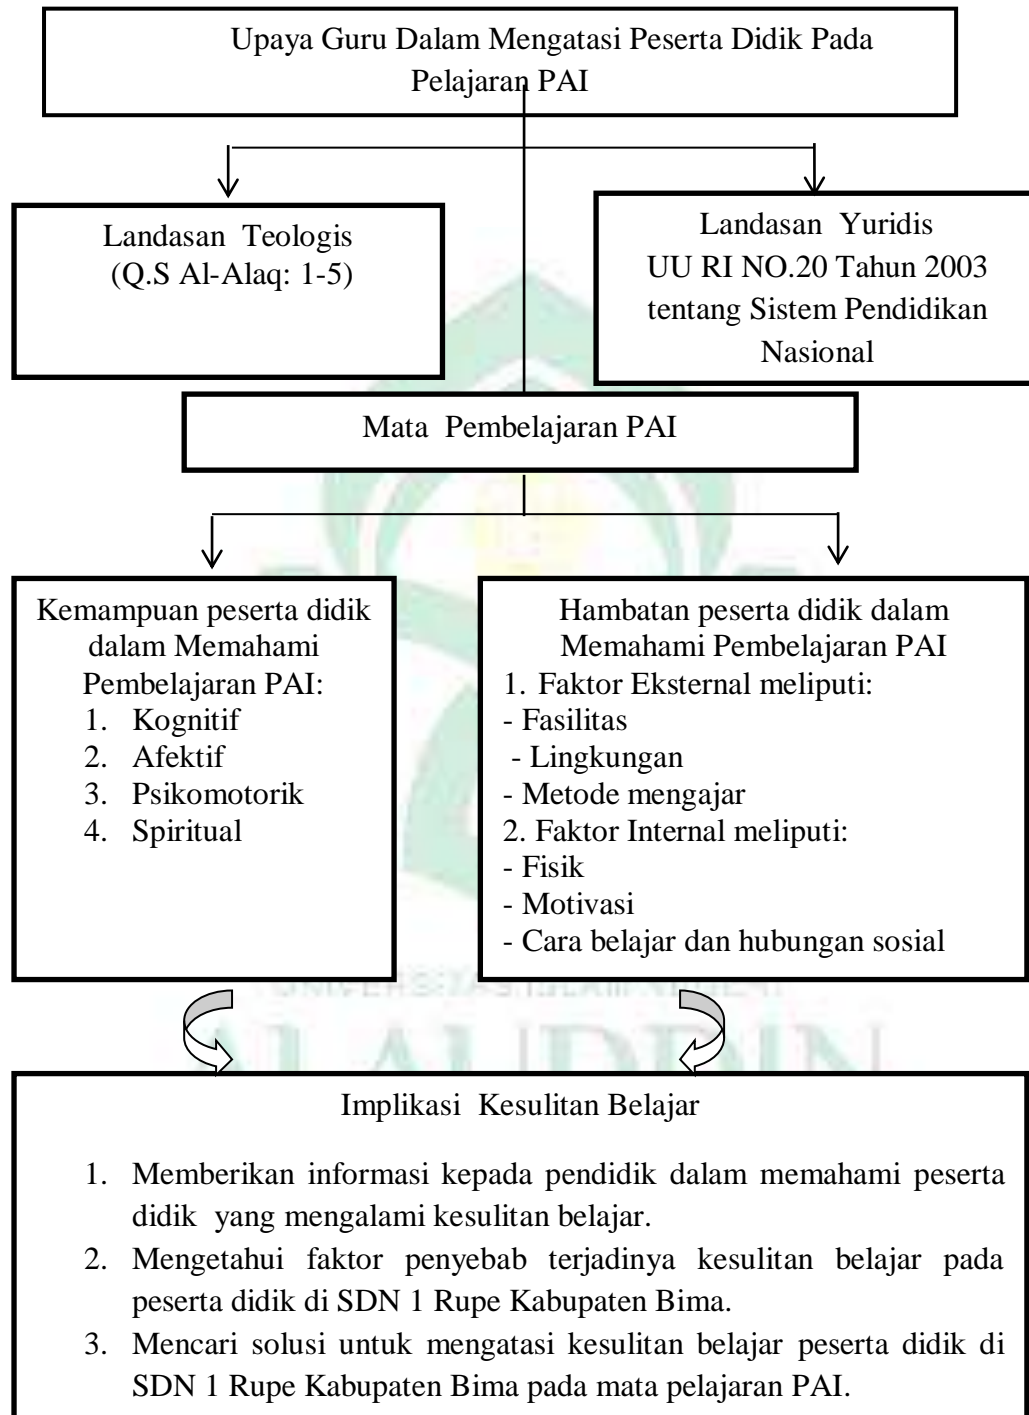 Upaya Guru Dalam Mengatasi Peserta Didik Pada
Pelajaran PAI
Landasan Teologis
(Q.S Al-Alaq: 1-5)
Landasan Yuridis
UU RI NO.20 Tahun 2003
tentang Sistem Pendidikan
Nasional
Mata Pembelajaran PAI
Kemampuan peserta didik
dalam Memahami
Pembelajaran PAI:
1. Kognitif
2. Afektif
3. Psikomotorik
4. Spiritual
Hambatan peserta didik dalam
Memahami Pembelajaran PAI
1. Faktor Eksternal meliputi:
- Fasilitas
- Lingkungan
- Metode mengajar
2. Faktor Internal meliputi:
- Fisik
- Motivasi
- Cara belajar dan hubungan sosial
ALAUDDIN
Implikasi Kesulitan Belajar
1. Memberikan informasi kepada pendidik dalam memahami peserta
didik yang mengalami kesulitan belajar.
2. Mengetahui faktor penyebab terjadinya kesulitan belajar pada
peserta didik di SDN 1 Rupe Kabupaten Bima.
3. Mencari solusi untuk mengatasi kesulitan belajar peserta didik di
SDN 1 Rupe Kabupaten Bima pada mata pelajaran PAI.